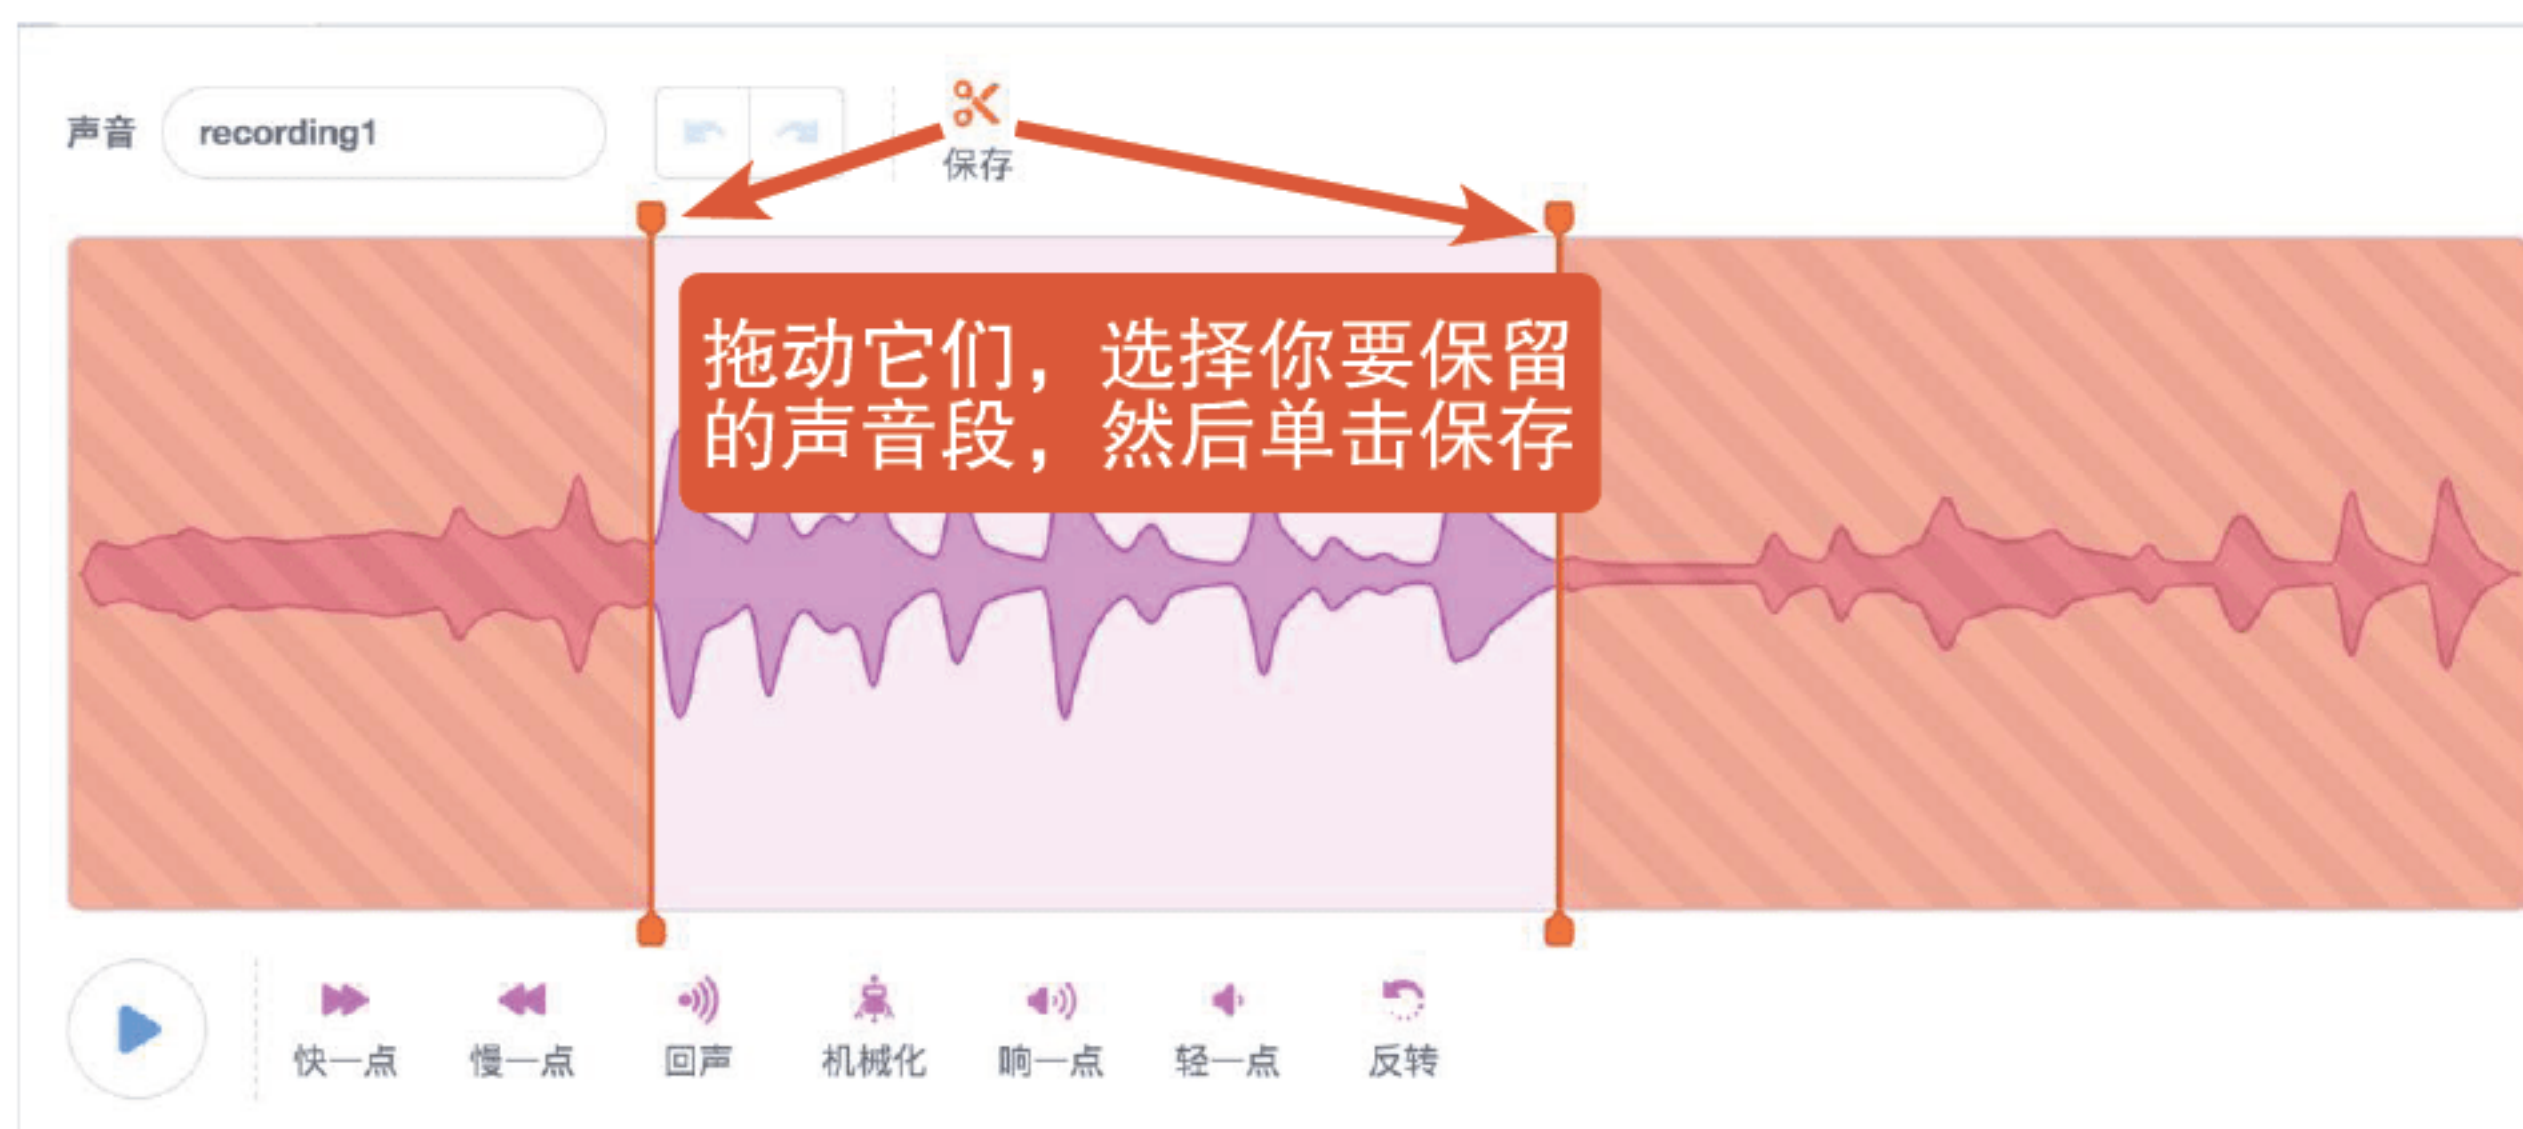 声音
recording1
保存
拖动它们，选择你要保留
的声音段，然后单击保存
快一点
慢一点
回声
机械化
响一点
轻一点
反转